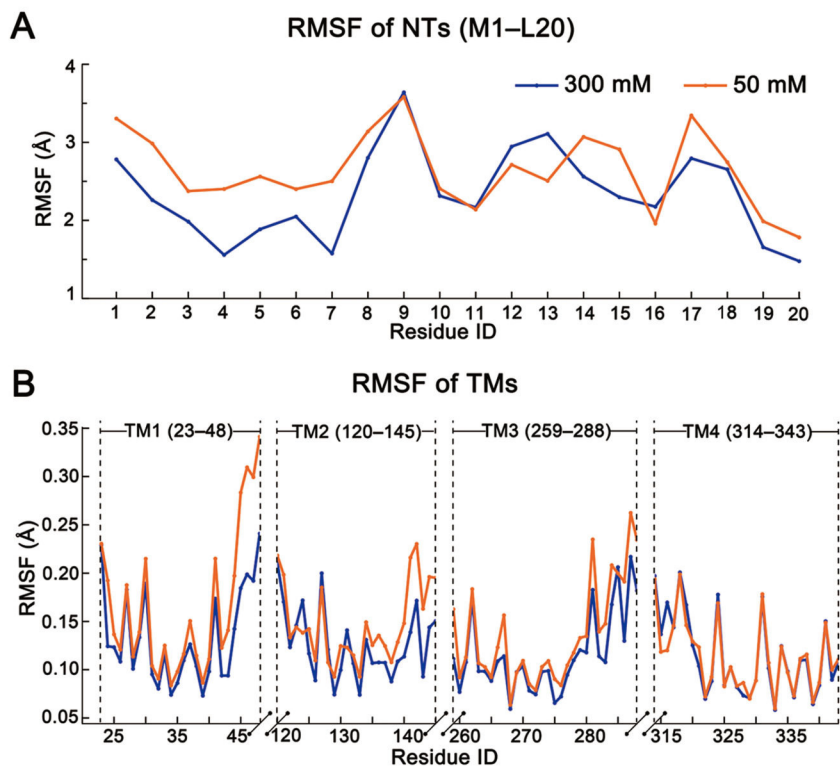 A
RMSF of NTs (M1–L20)
300 mM
50 mM
RMSF (Å)
4
3
2
1
1 2 3 4 5 6 7 8 9 10 11 12 13 14 15 16 17 18 19 20
Residue ID
B
RMSF of TMs
TM1 (23–48) TM2 (120–145) TM3 (259–288) TM4 (314–343)
RMSF (Å)
0.35
0.30
0.25
0.20
0.15
0.10
0.05
25 35 45 120 130 140 260 270 280 315 325 335
Residue ID